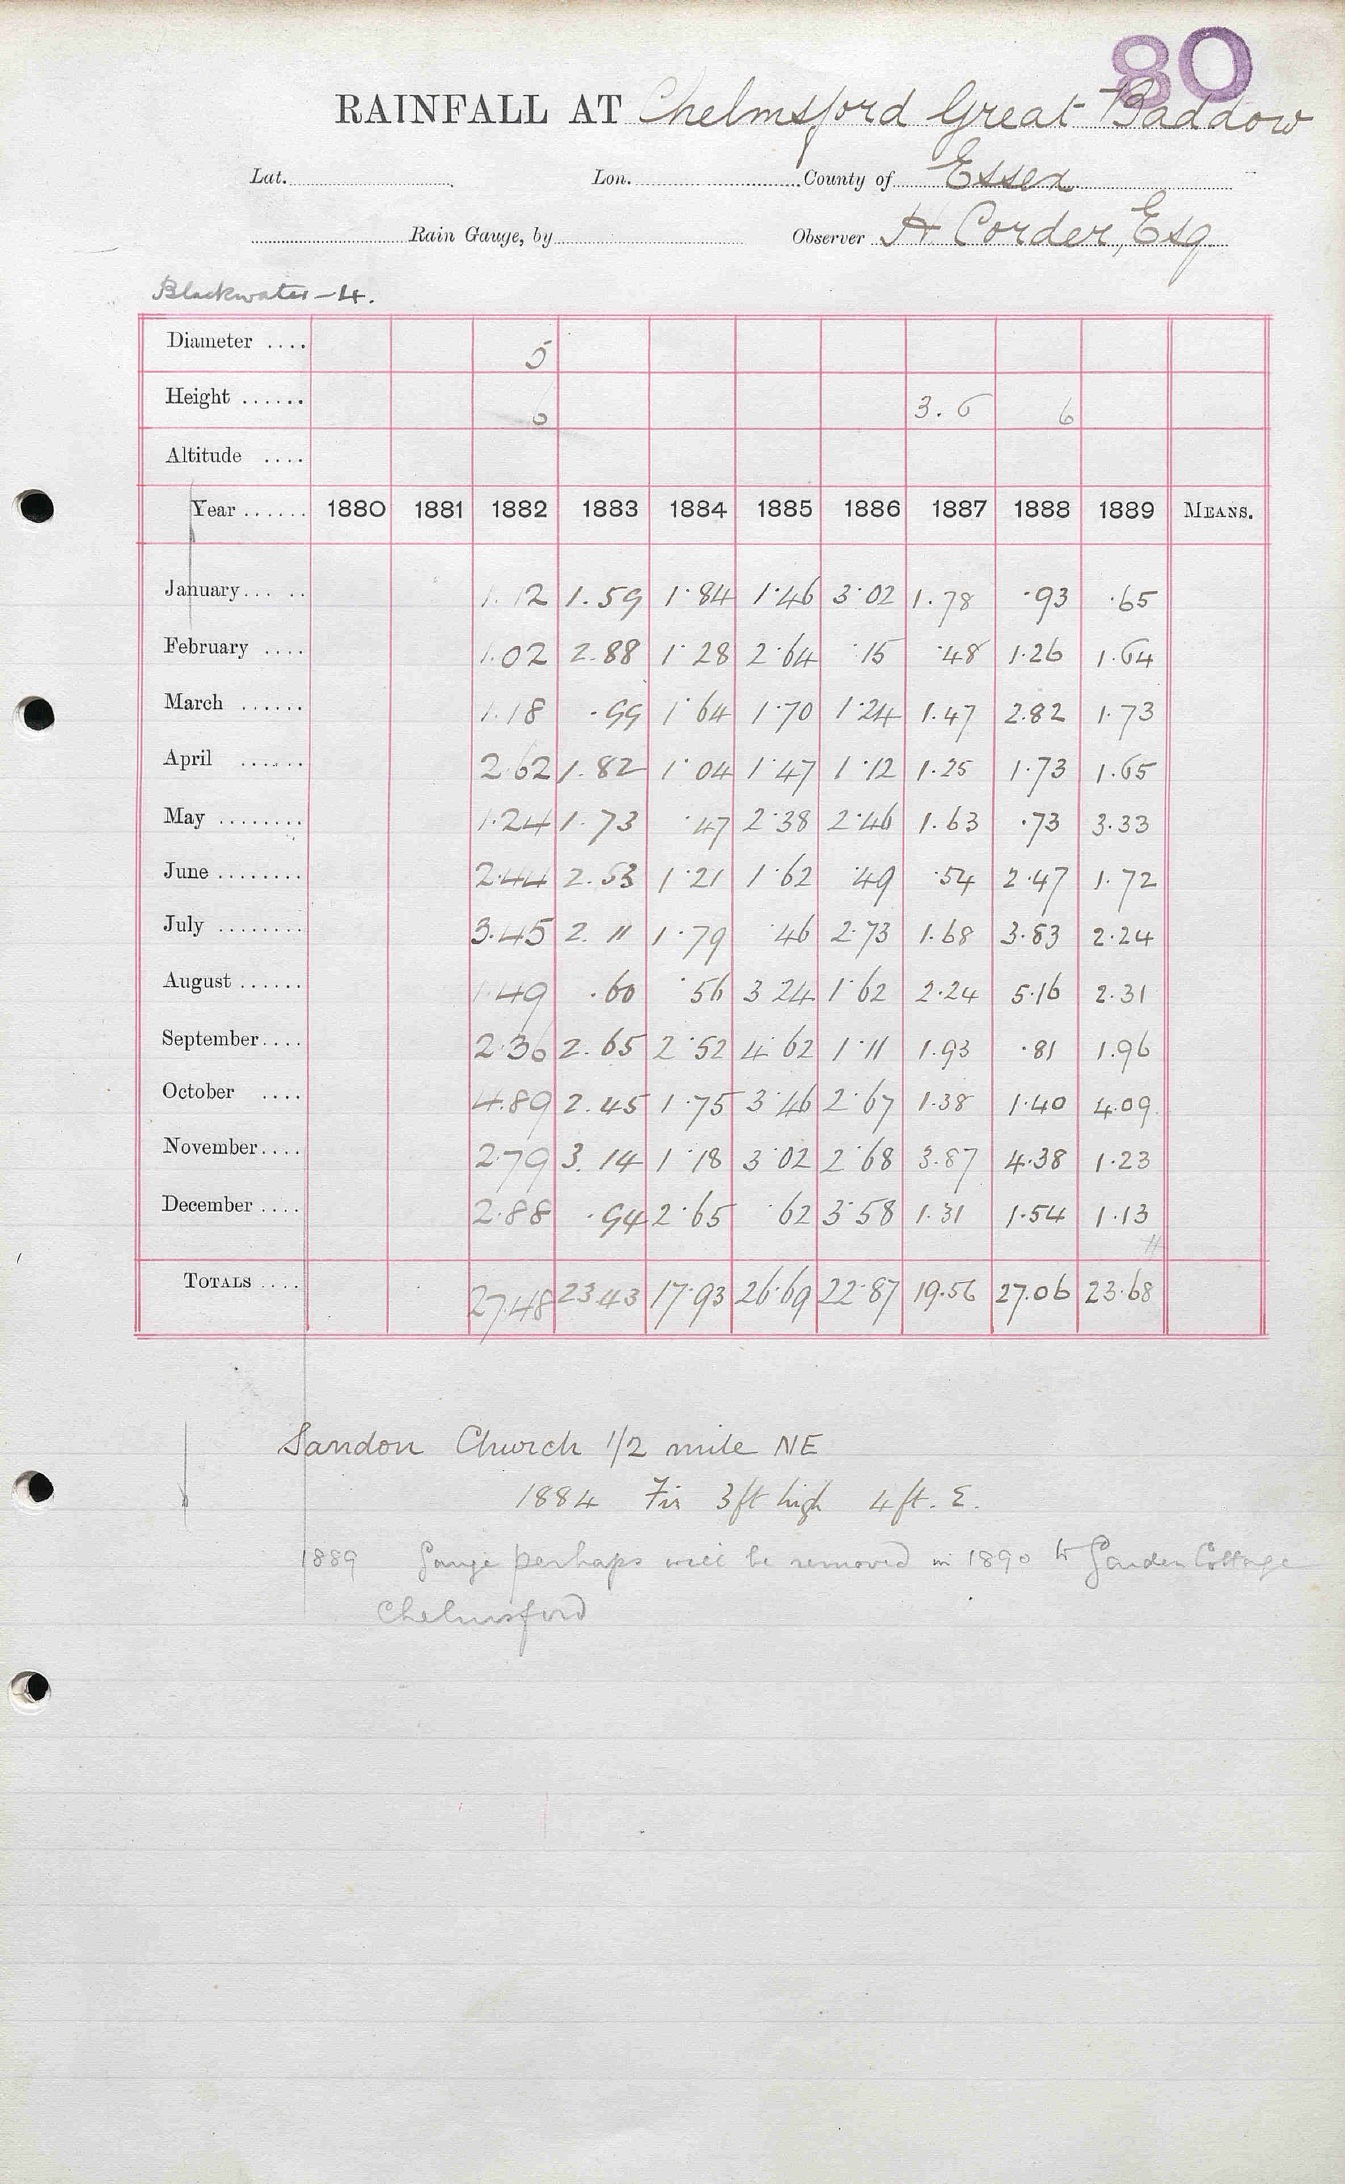 80
RAINFALL AT Chelmsford Great Baddow
Lat. Lon. County of Essex
Rain Gauge, by Observer H Corder, Esq.
Blackwater - 4.
Diameter .... 5
Height ...... 6 3.6 6
Altitude ....
Year ...... 1880 1881 1882 1883 1884 1885 1886 1887 1888 1889 MEANS.
January... .. 1.12 1.59 1.84 1.46 3.02 1.78 .93 .65
February .... 1.02 2.88 1.28 2.64 .15 .48 1.26 1.64
March ...... 1.18 .99 1.64 1.70 1.24 1.47 2.82 1.73
April ...... 2.62 1.82 1.04 1.47 1.12 1.25 1.73 1.65
May ........ 1.24 1.73 .47 2.38 2.46 1.63 .73 3.33
June ........ 2.44 2.53 1.21 1.62 .49 .54 2.47 1.72
July ........ 3.45 2.11 1.79 .46 2.73 1.68 3.83 2.24
August ...... 1.49 .60 .56 3.24 1.62 2.24 5.16 2.31
September.... 2.36 2.65 2.52 4.62 1.11 1.93 .81 1.96
October .... 4.89 2.45 1.75 3.46 2.67 1.38 1.40 4.09
November.... 2.79 3.14 1.18 3.02 2.68 3.87 4.38 1.23
December .... 2.88 .94 2.65 .62 3.58 1.31 1.54 1.13
TOTALS .... 27.48 23.43 17.93 26.69 22.87 19.56 27.06 23.68
Sandon Church 1/2 mile NE
1884 Fir 3ft high 4ft. E.
1889 Gauge perhaps will be removed in 1890 to Garden Cottage
Chelmsford